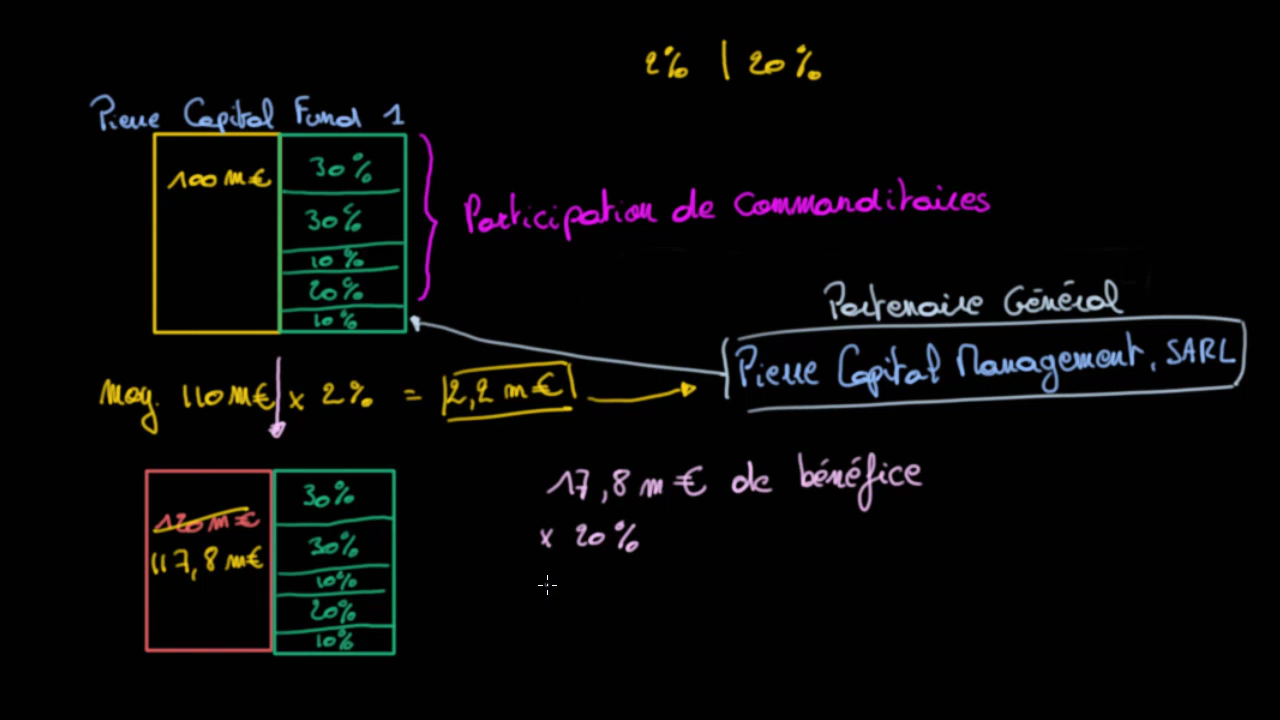 2% | 20%
Pierre Capital Fund 1
100 m€
30%
30%
10%
20%
10%
Participation de Commanditaires
Partenaire Général
Pierre Capital Management, SARL
Moy. 110 M€ x 2% = 2,2 m€
120 m€
117,8 m€
30%
30%
10%
20%
10%
17,8 m€ de bénéfice
x 20%